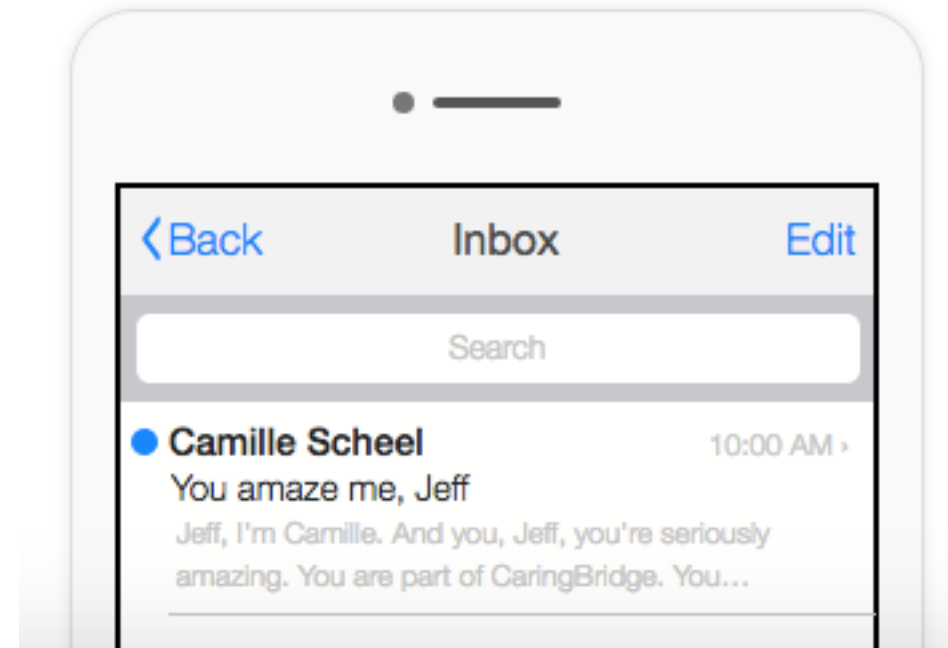 Back Inbox Edit
Search
Camille Scheel 10:00 AM ›
You amaze me, Jeff
Jeff, I'm Camille. And you, Jeff, you're seriously
amazing. You are part of CaringBridge. You...